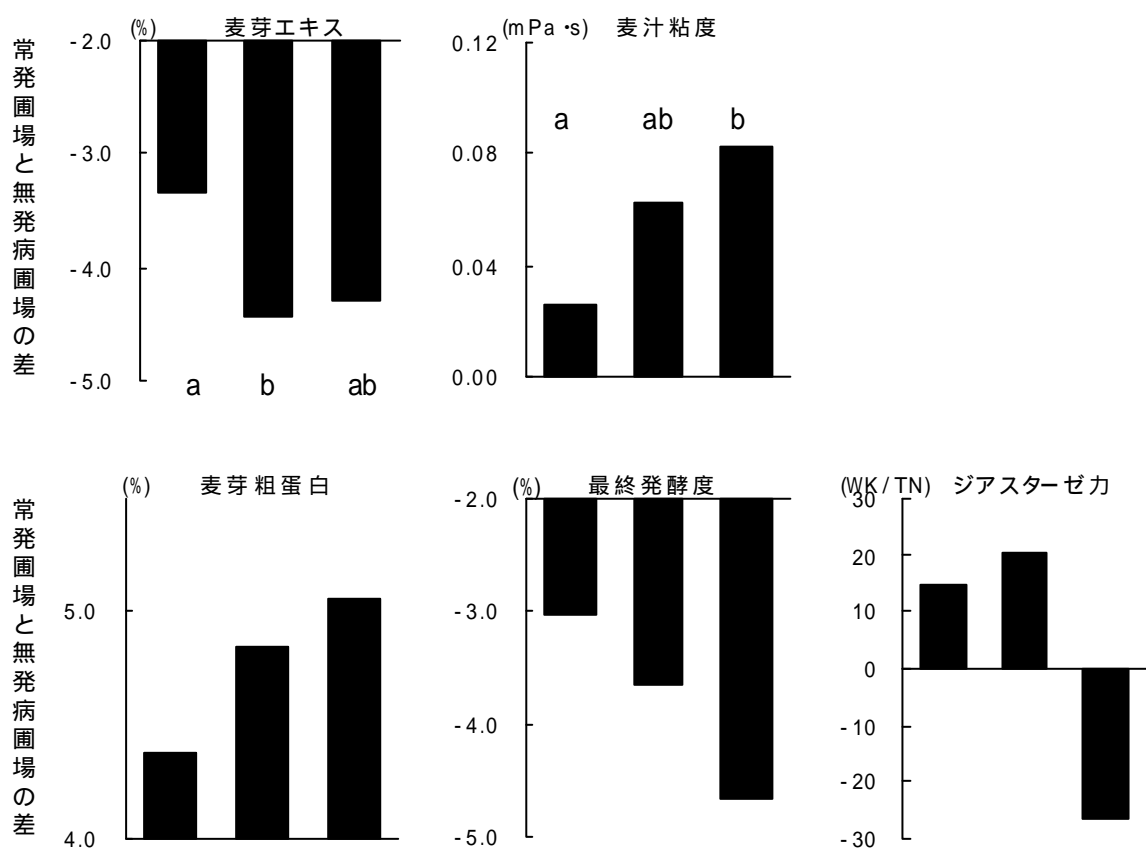 常発圃場と無発病圃場の差
(%) 麦芽エキス
-2.0
-3.0
-4.0
-5.0
a b ab
(mPa・s) 麦汁粘度
0.12
0.08
0.04
0.00
a ab b
常発圃場と無発病圃場の差
(%) 麦芽粗蛋白
5.0
4.0
(%) 最終発酵度
-2.0
-3.0
-4.0
-5.0
(WK/TN) ジアスターゼ力
30
20
10
0
-10
-20
-30